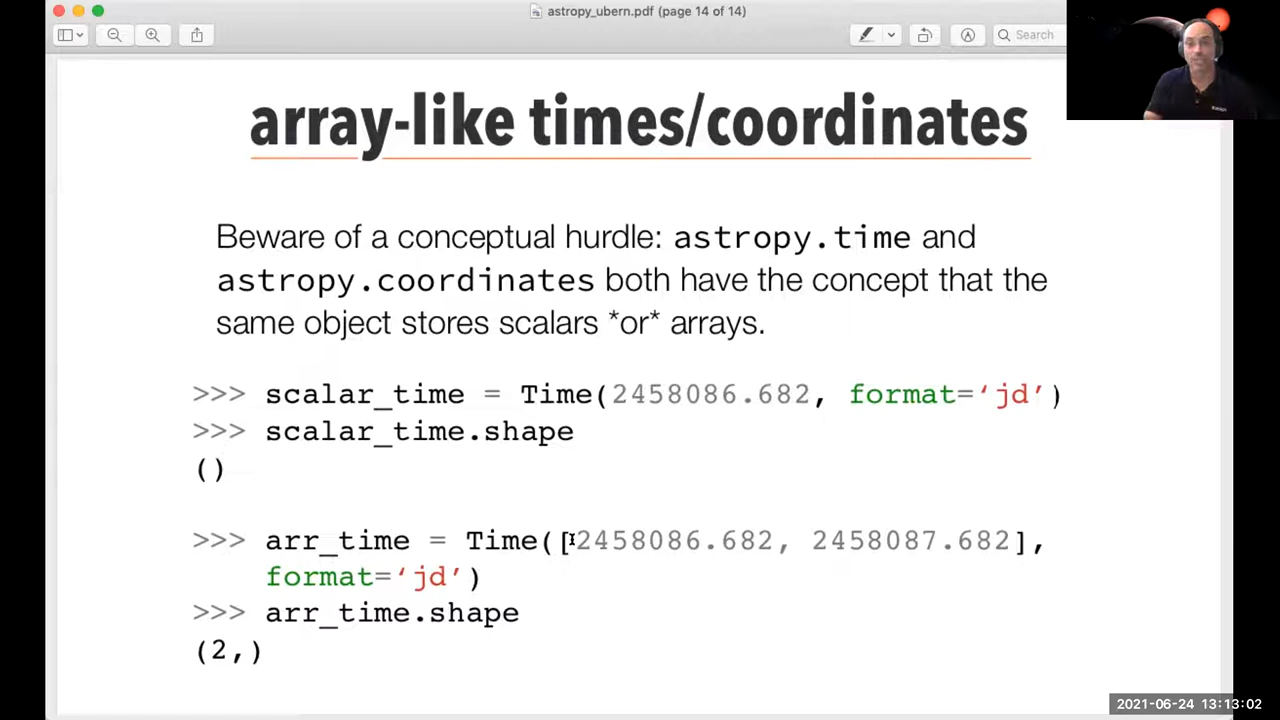 astropy_ubern.pdf (page 14 of 14)
Search
array-like times/coordinates
Beware of a conceptual hurdle: astropy.time and
astropy.coordinates both have the concept that the
same object stores scalars *or* arrays.
>>> scalar_time = Time(2458086.682, format=‘jd’)
>>> scalar_time.shape
()
>>> arr_time = Time([2458086.682, 2458087.682],
format=‘jd’)
>>> arr_time.shape
(2,)
2021-06-24 13:13:02